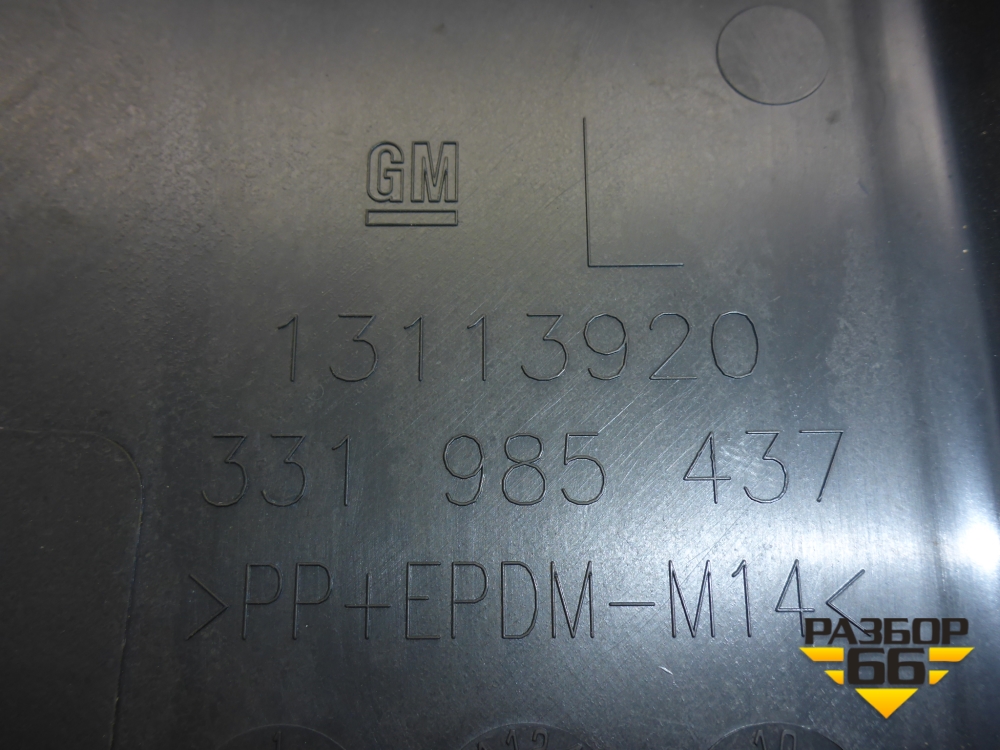 GM
L
13113920
331 985 437
>PP+EPDM-M14<
РАЗБОР
66